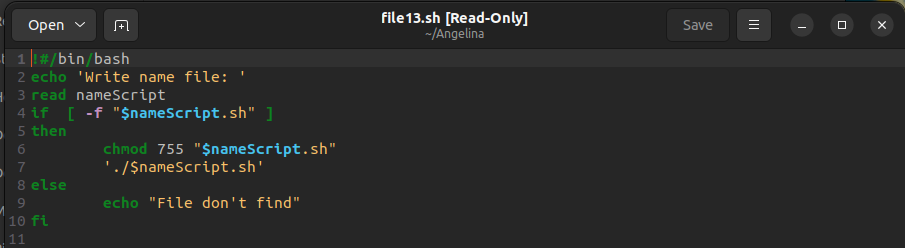 Open
file13.sh [Read-Only]
~/Angelina
Save
1 !#/bin/bash
2 echo 'Write name file: '
3 read nameScript
4 if  [ -f "$nameScript.sh" ]
5 then
6         chmod 755 "$nameScript.sh"
7         './$nameScript.sh'
8 else
9         echo "File don't find"
10 fi
11